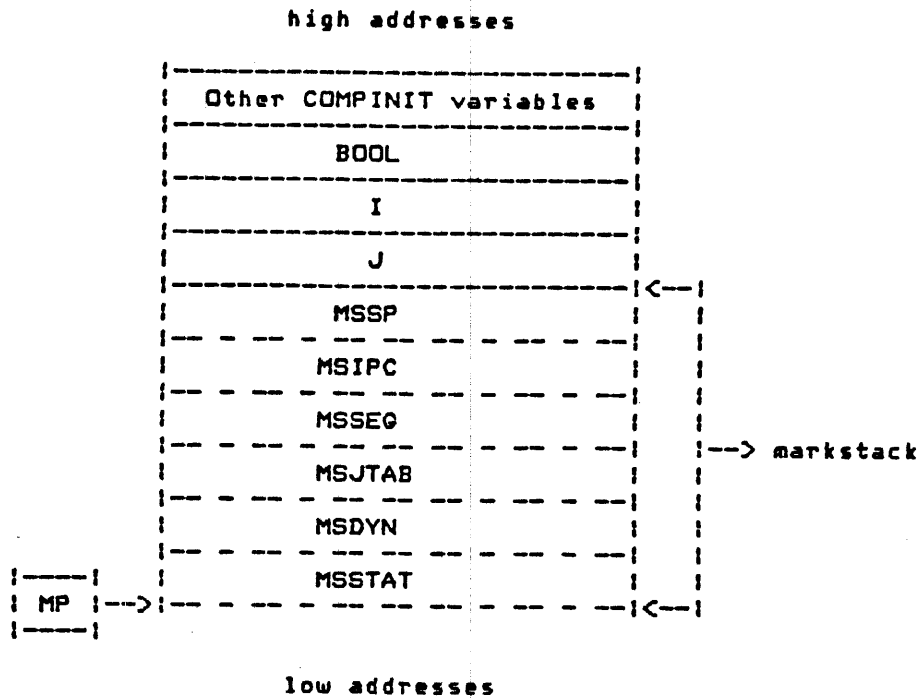 high addresses
Other COMPINIT variables
BOOL
I
J
MSSP
MSIPC
MSSEG
MSJTAB
markstack
MSDYN
MSSTAT
MP
low addresses